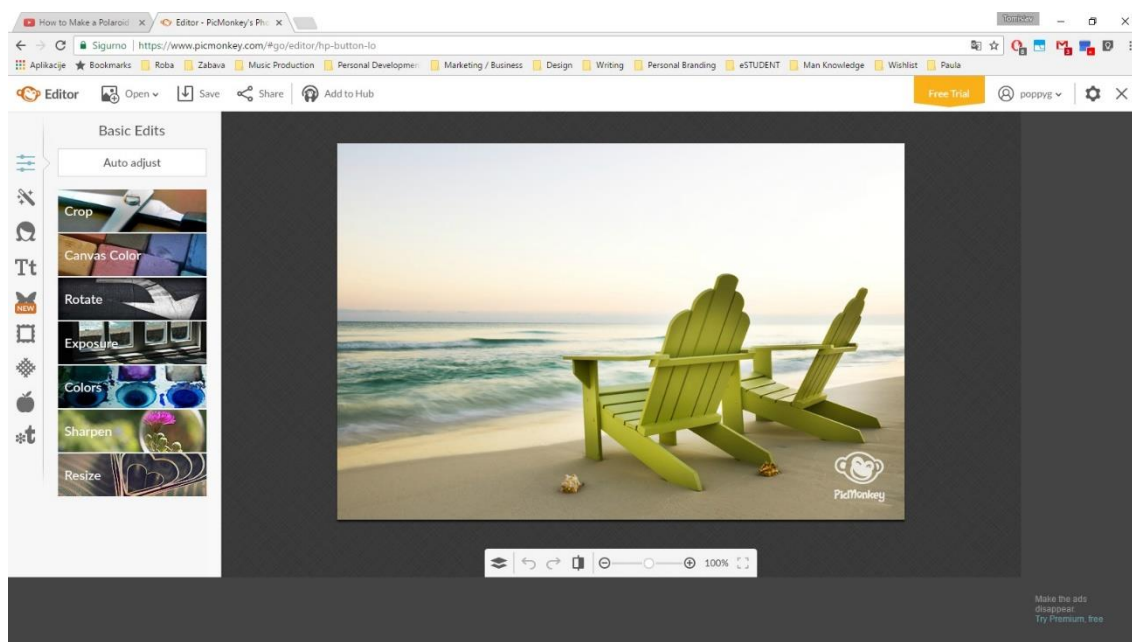 How to Make a Polaroid
Editor - PicMonkey's Pho
Tomislav
Sigurno | https://www.picmonkey.com/#go/editor/hp-button-lo
Aplikacije Bookmarks Roba Zabava Music Production Personal Developmen Marketing / Business Design Writing Personal Branding eSTUDENT Man Knowledge Wishlist Paula
Editor Open Save Share Add to Hub Free Trial poppyg
Basic Edits
Auto adjust
Crop
Canvas Color
Rotate
Exposure
Colors
Sharpen
Resize
Tt
NEW
t
PicMonkey
100%
Make the ads
disappear.
Try Premium, free